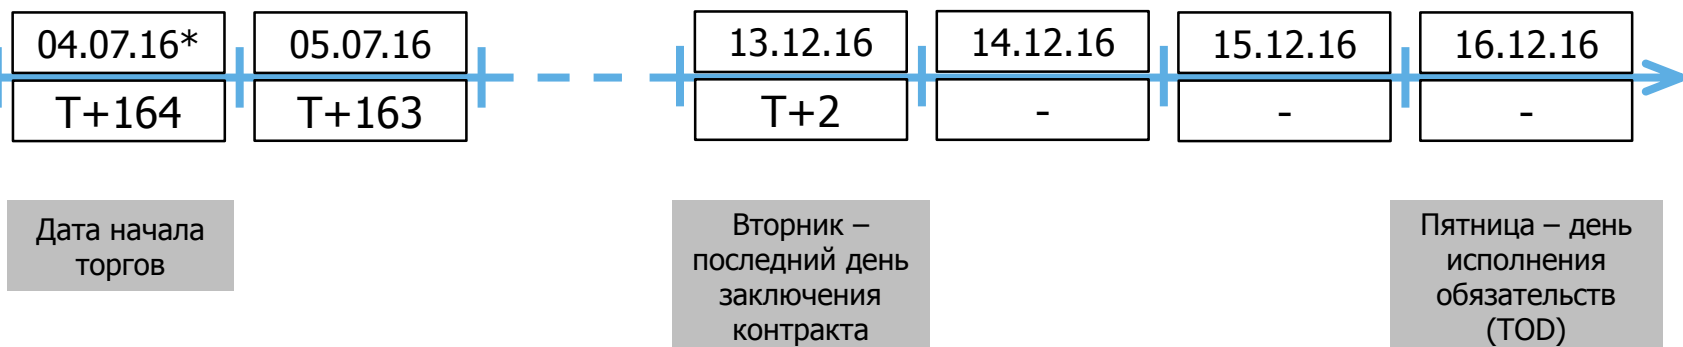 04.07.16* 05.07.16 13.12.16 14.12.16 15.12.16 16.12.16
T+164 T+163 T+2 - - -
Дата начала
торгов
Вторник –
последний день
заключения
контракта
Пятница – день
исполнения
обязательств
(TOD)